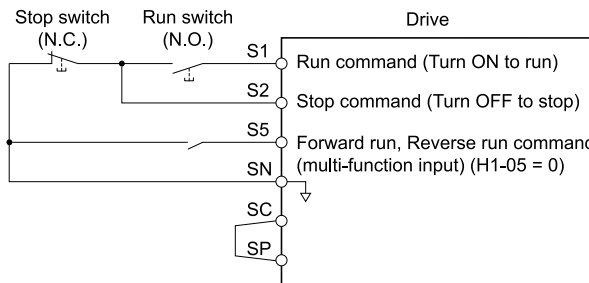 Stop switch
(N.C.)
Run switch
(N.O.)
Drive
S1
Run command (Turn ON to run)
S2
Stop command (Turn OFF to stop)
S5
Forward run, Reverse run command
(multi-function input) (H1-05 = 0)
SN
SC
SP